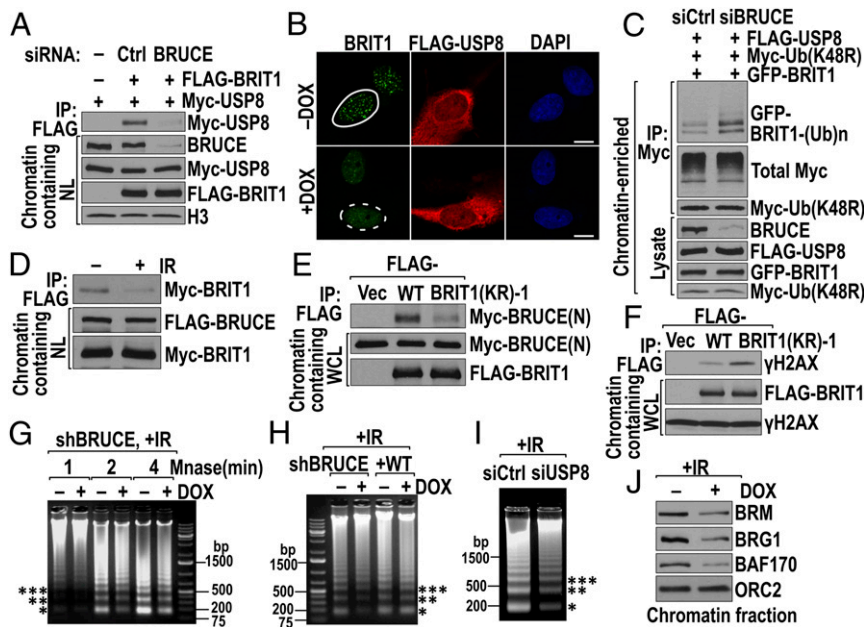 A
siRNA: – Ctrl BRUCE
– + + FLAG-BRIT1
+ + + Myc-USP8
IP: FLAG
Myc-USP8
Chromatin containing NL
BRUCE
Myc-USP8
FLAG-BRIT1
H3
B
BRIT1 FLAG-USP8 DAPI
–DOX
+DOX
C
siCtrl siBRUCE
+ + FLAG-USP8
+ + Myc-Ub(K48R)
+ + GFP-BRIT1
Chromatin-enriched
IP: Myc
GFP-
BRIT1-(Ub)n
Total Myc
Myc-Ub(K48R)
Lysate
BRUCE
FLAG-USP8
GFP-BRIT1
Myc-Ub(K48R)
D
– + IR
IP: FLAG
Myc-BRIT1
Chromatin containing NL
FLAG-BRUCE
Myc-BRIT1
E
FLAG-
Vec WT BRIT1(KR)-1
IP: FLAG
Myc-BRUCE(N)
Chromatin containing WCL
Myc-BRUCE(N)
FLAG-BRIT1
F
FLAG-
Vec WT BRIT1(KR)-1
IP: FLAG
γH2AX
Chromatin containing WCL
FLAG-BRIT1
γH2AX
G
shBRUCE, +IR
1 2 4 Mnase(min)
– + – + – + DOX
bp
1500
*** 500
**
* 200
75
H
+IR
shBRUCE +WT
– + – + DOX
bp
1500
500 ***
**
200 *
75
I
+IR
siCtrl siUSP8
bp
1500
500 ***
**
200 *
J
+IR
– + DOX
BRM
BRG1
BAF170
ORC2
Chromatin fraction